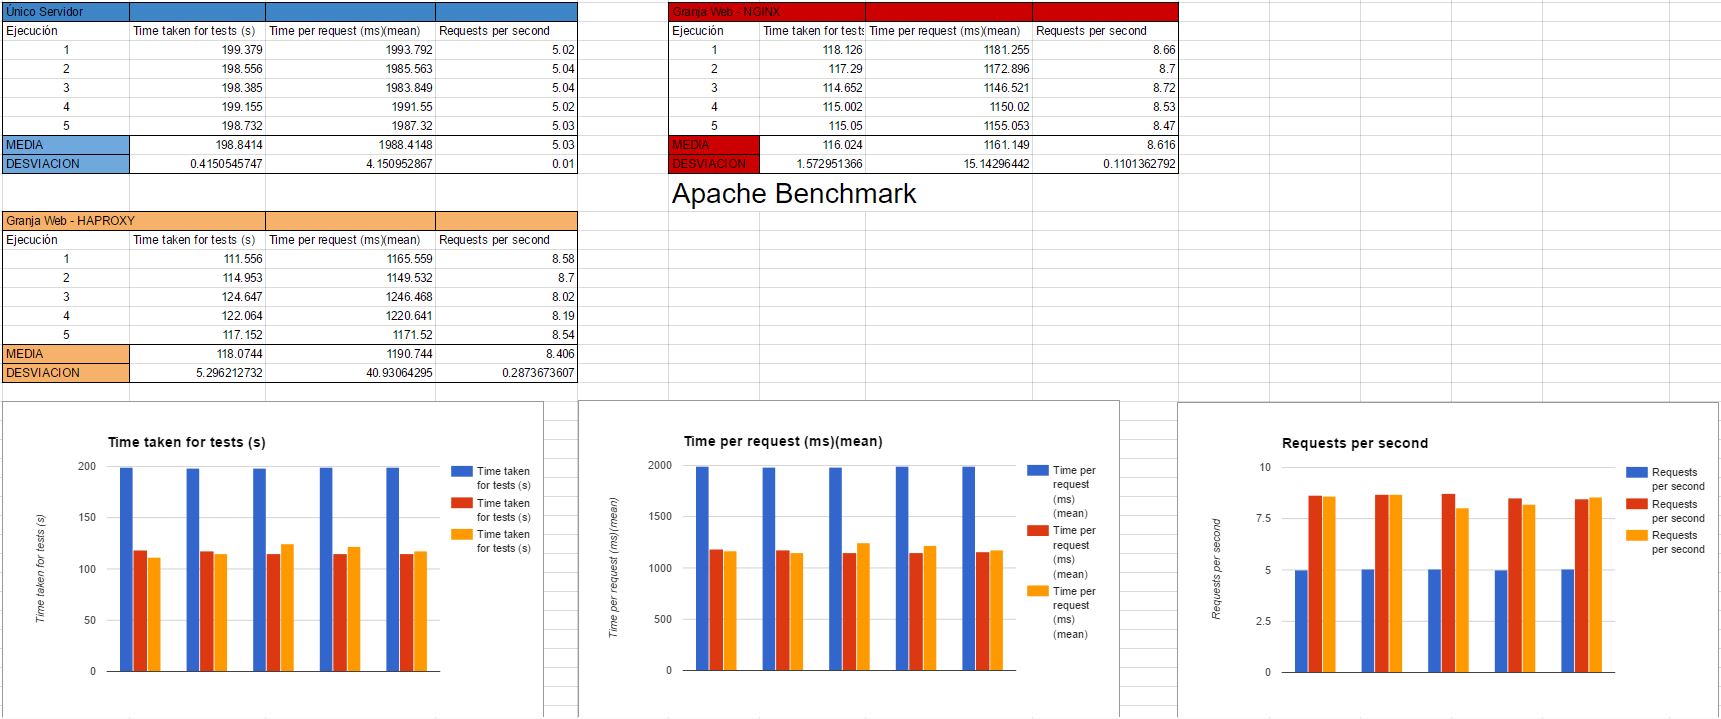 Único Servidor
Ejecución Time taken for tests (s) Time per request (ms)(mean) Requests per second
1 199.379 1993.792 5.02
2 198.556 1985.563 5.04
3 198.385 1983.849 5.04
4 199.155 1991.55 5.02
5 198.732 1987.32 5.03
MEDIA 198.8414 1988.4148 5.03
DESVIACION 0.4150545747 4.150952867 0.01
Granja Web - NGINX
Ejecución Time taken for tests Time per request (ms)(mean) Requests per second
1 118.126 1181.255 8.66
2 117.29 1172.896 8.7
3 114.652 1146.521 8.72
4 115.002 1150.02 8.53
5 115.05 1155.053 8.47
MEDIA 116.024 1161.149 8.616
DESVIACION 1.572951366 15.14296442 0.1101362792
Apache Benchmark
Granja Web - HAPROXY
Ejecución Time taken for tests (s) Time per request (ms)(mean) Requests per second
1 111.556 1165.559 8.58
2 114.953 1149.532 8.7
3 124.647 1246.468 8.02
4 122.064 1220.641 8.19
5 117.152 1171.52 8.54
MEDIA 118.0744 1190.744 8.406
DESVIACION 5.296212732 40.93064295 0.2873673607
Time taken for tests (s)
Time taken for tests (s)
200
150
100
50
0
Time taken
for tests (s)
Time taken
for tests (s)
Time taken
for tests (s)
Time per request (ms)(mean)
Time per request (ms)(mean)
2000
1500
1000
500
0
Time per
request
(ms)
(mean)
Time per
request
(ms)
(mean)
Time per
request
(ms)
(mean)
Requests per second
Requests per second
10
7.5
5
2.5
0
Requests
per second
Requests
per second
Requests
per second